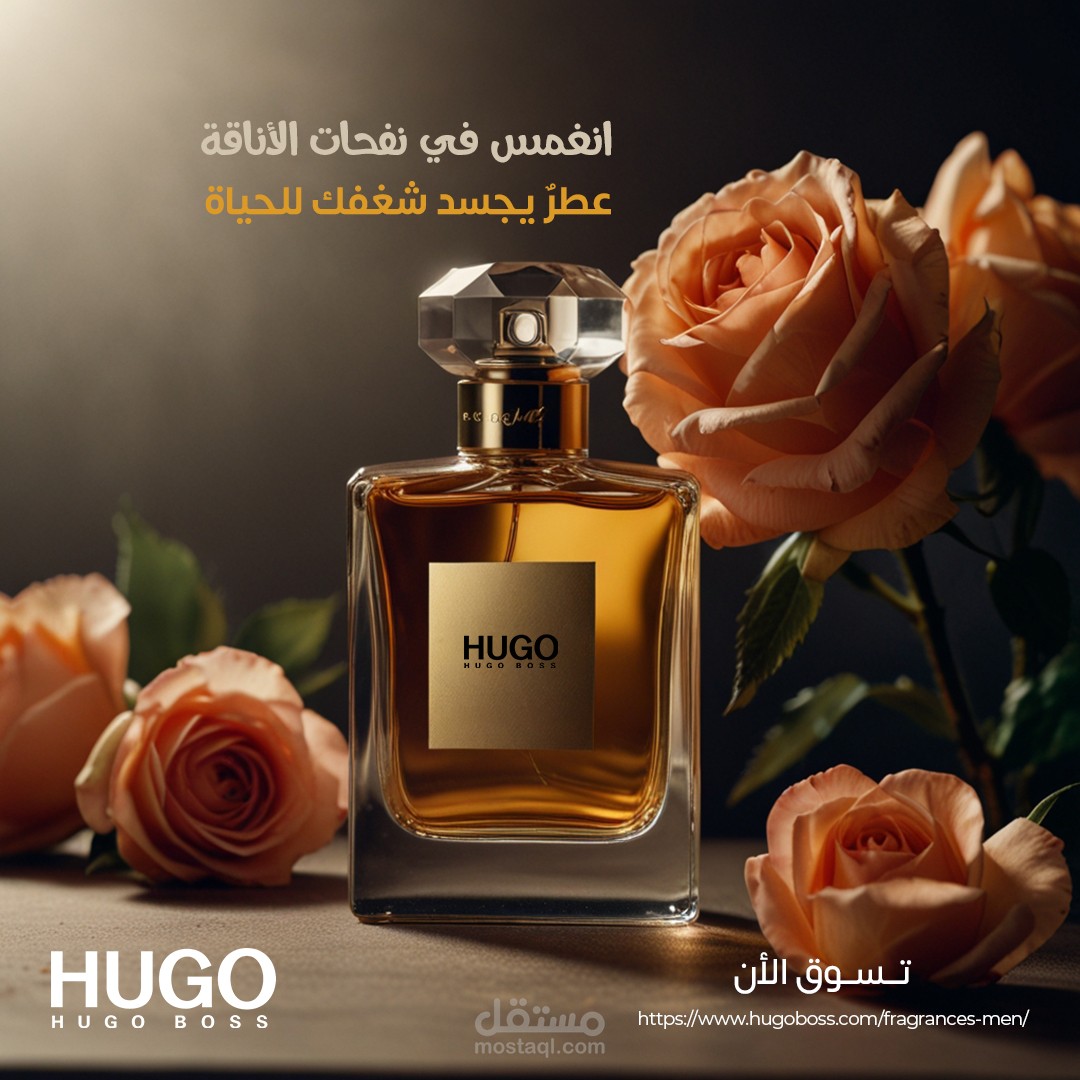 انغمس في نفحات الأناقة
عطرٌ يجسد شغفك للحياة
HUGO
HUGO BOSS
HUGO
HUGO BOSS
تسوق الأن
https://www.hugoboss.com/fragrances-men/
مستقل
mostaql.com